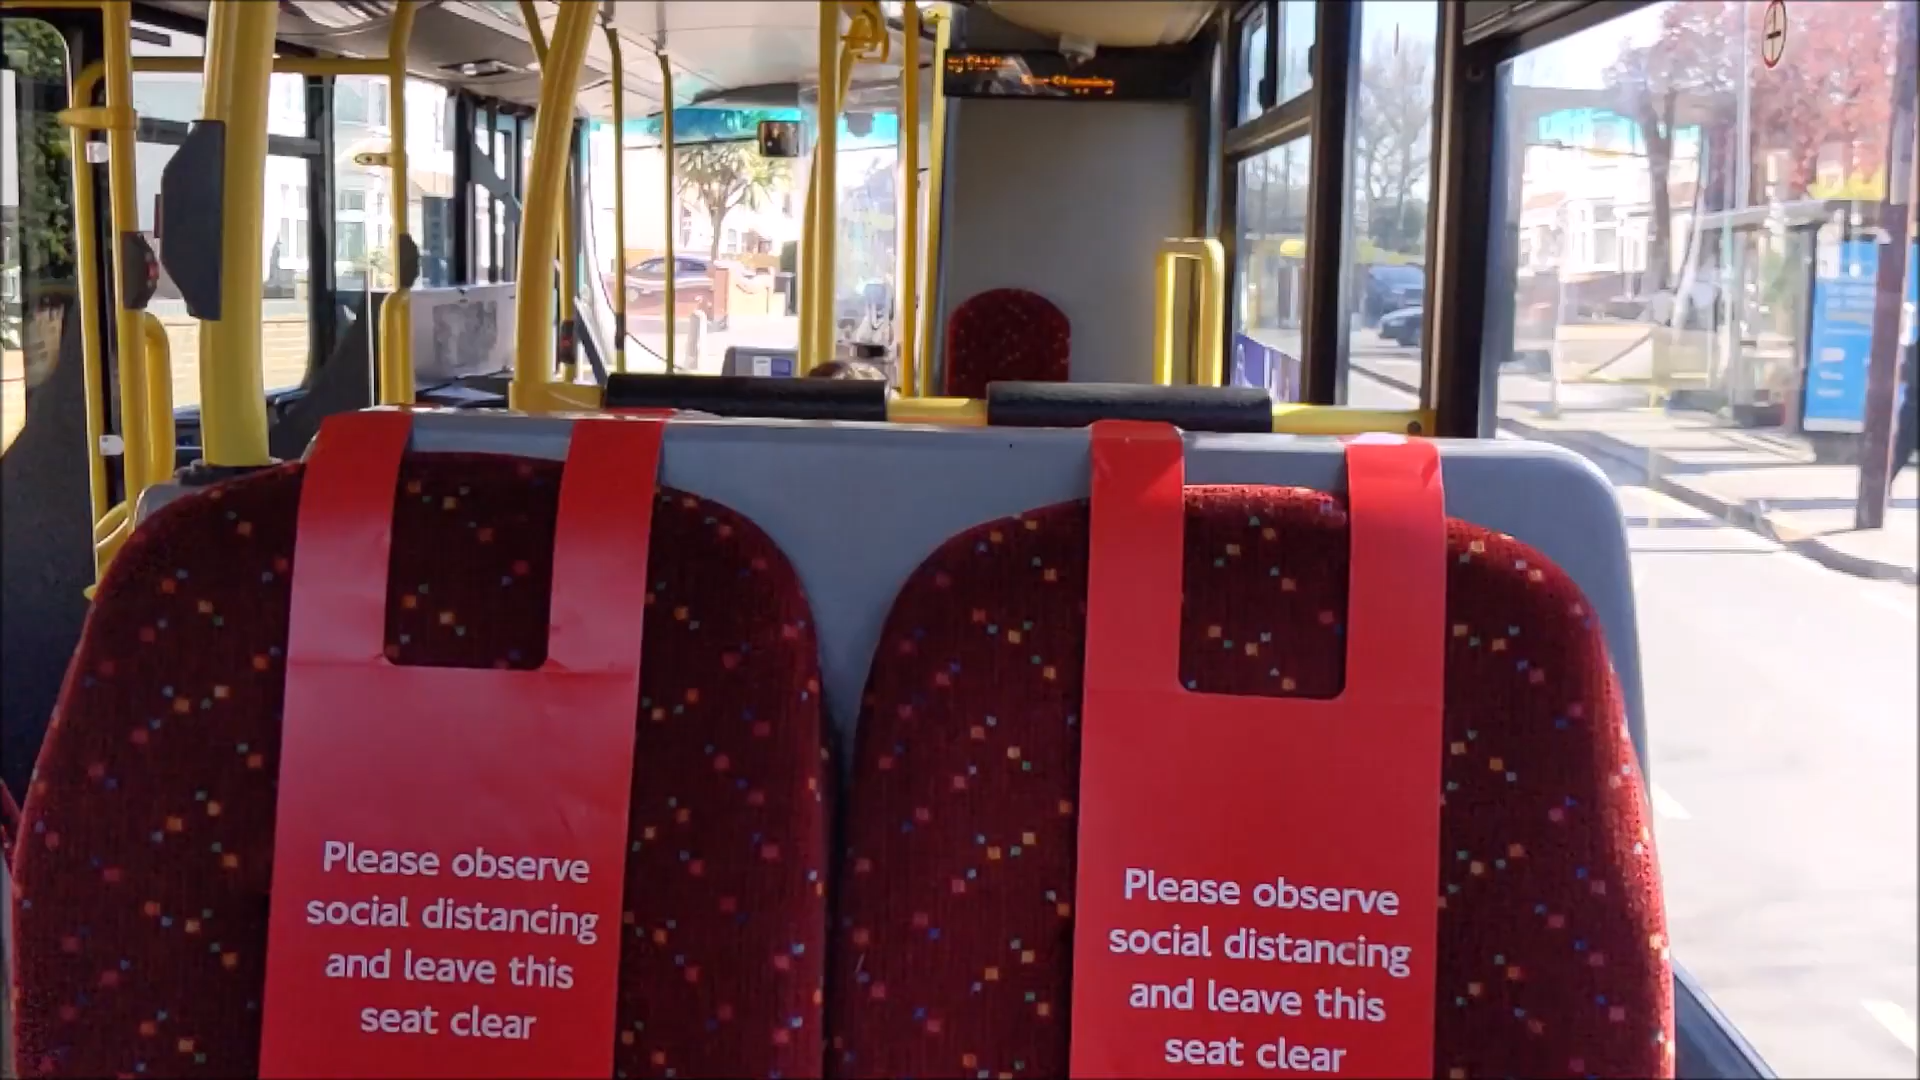 Please observe
social distancing
and leave this
seat clear
Please observe
social distancing
and leave this
seat clear